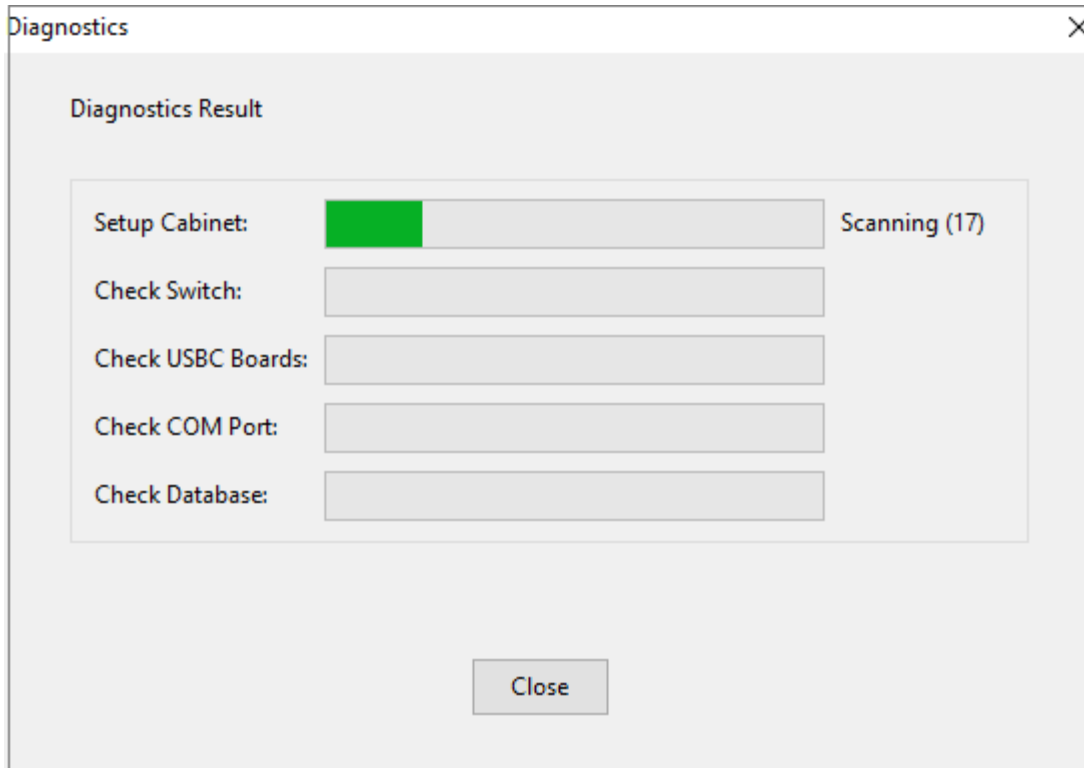 Diagnostics
Diagnostics Result
Setup Cabinet: Scanning (17)
Check Switch:
Check USBC Boards:
Check COM Port:
Check Database:
Close